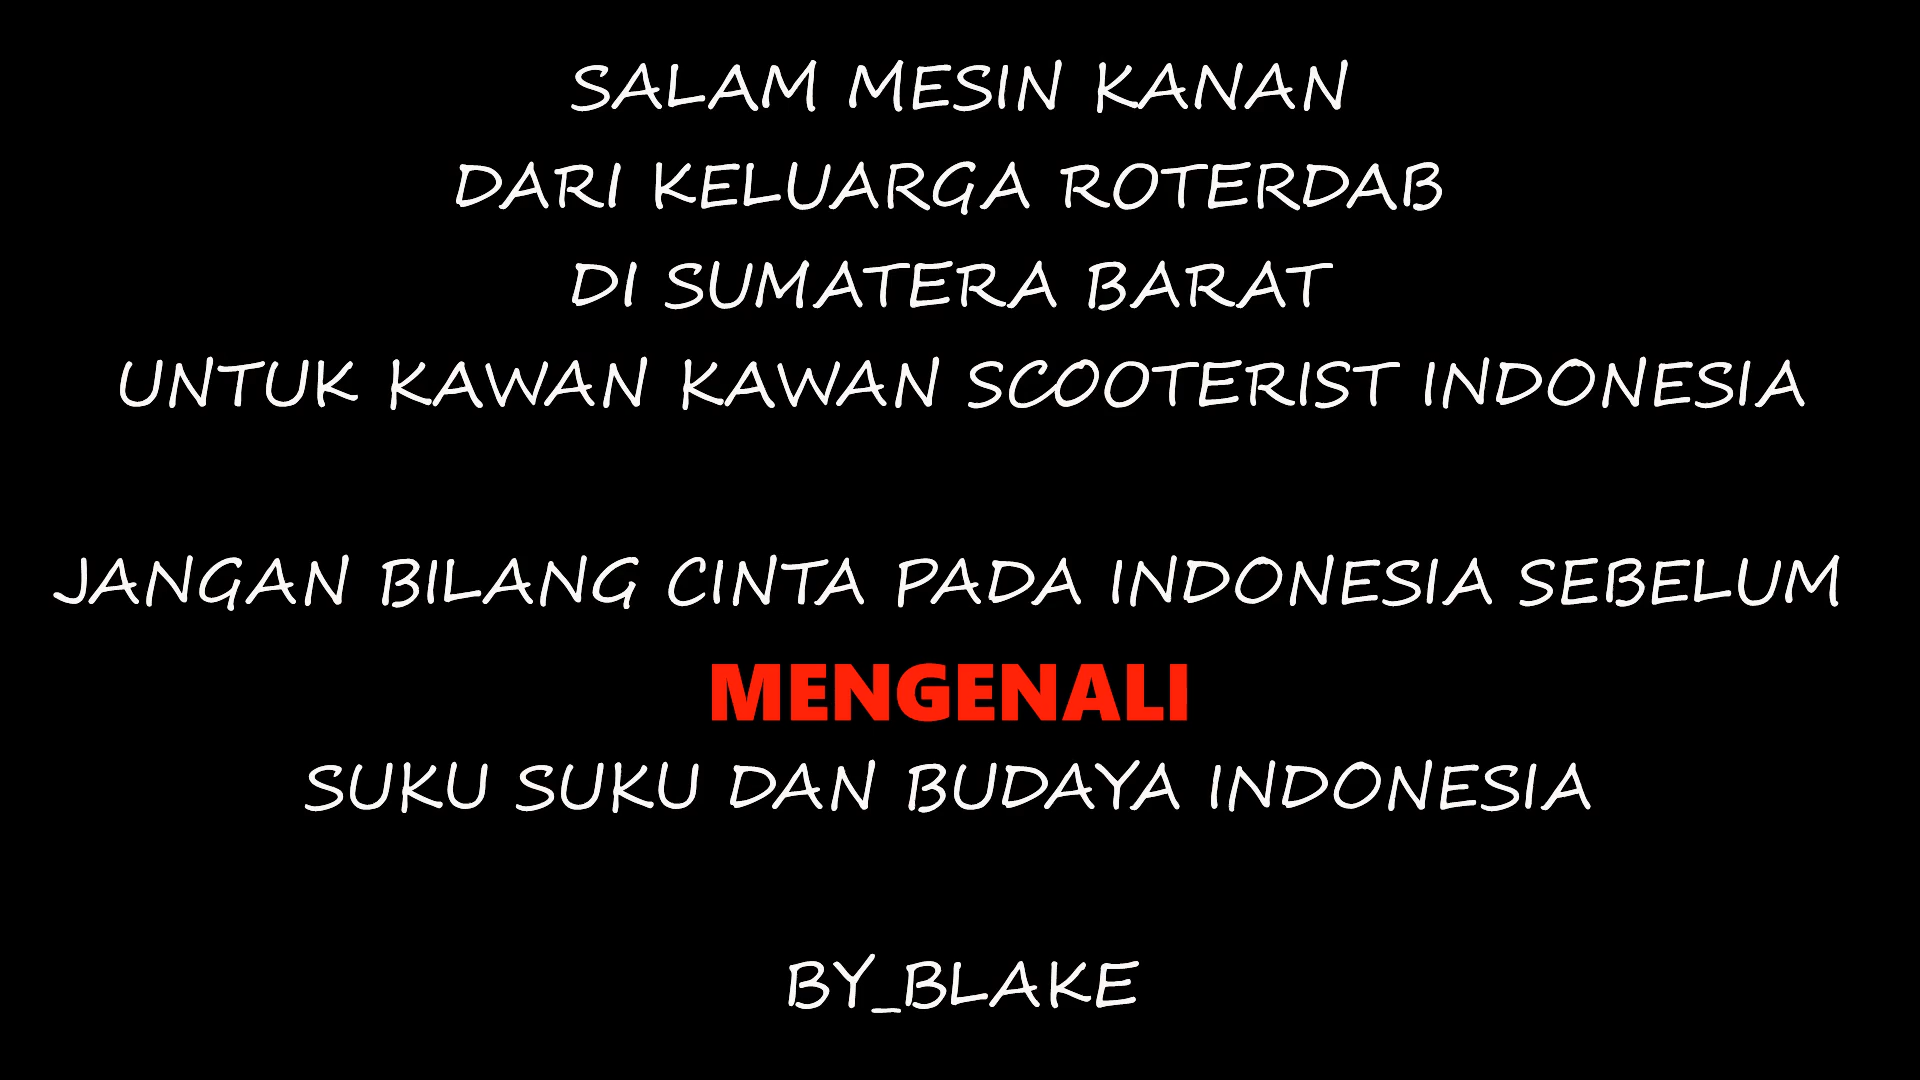 SALAM MESIN KANAN
DARI KELUARGA ROTERDAB
DI SUMATERA BARAT
UNTUK KAWAN KAWAN SCOOTERIST INDONESIA
JANGAN BILANG CINTA PADA INDONESIA SEBELUM
MENGENALI
SUKU SUKU DAN BUDAYA INDONESIA
BY_BLAKE